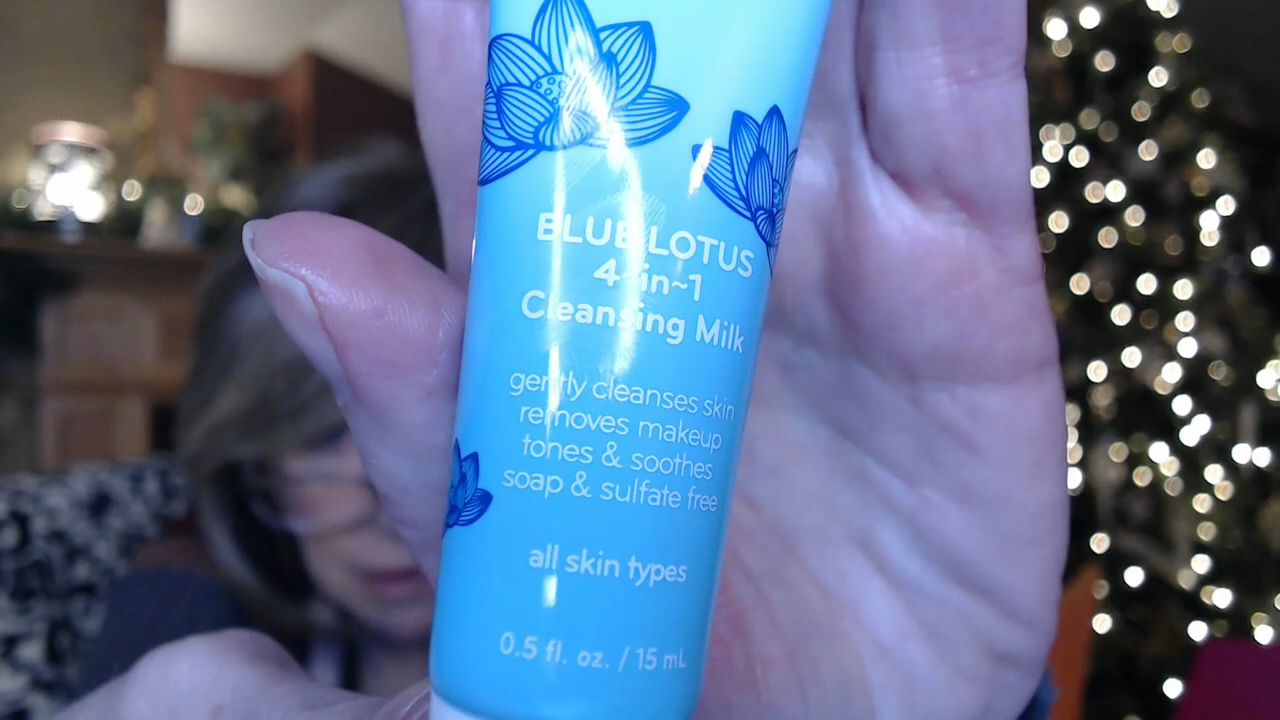 BLUE LOTUS
4~in~1
Cleansing Milk
gently cleanses skin
removes makeup
tones & soothes
soap & sulfate free
all skin types
0.5 fl. oz. / 15 mL